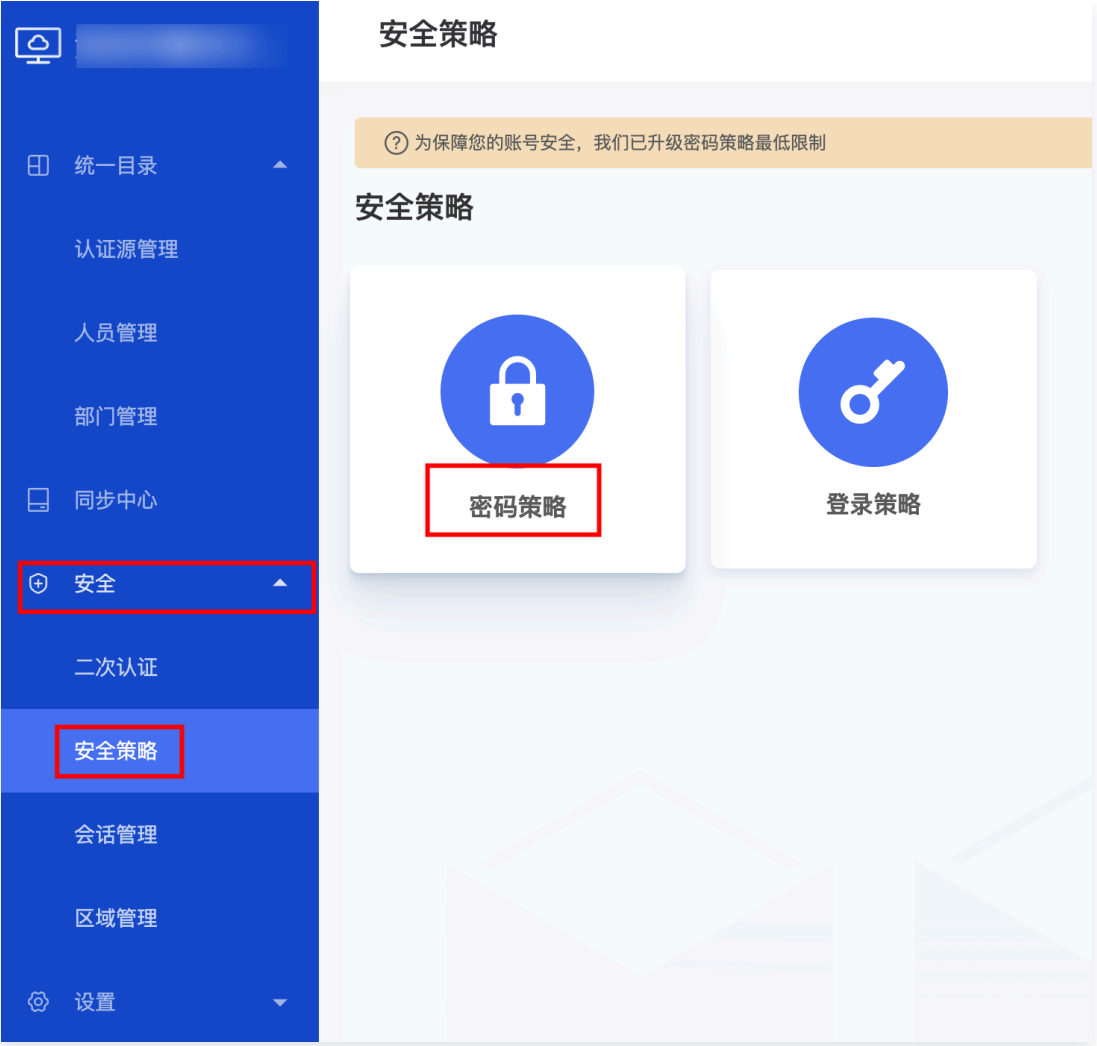 统一目录
认证源管理
人员管理
部门管理
同步中心
安全
二次认证
安全策略
会话管理
区域管理
设置
安全策略
为保障您的账号安全，我们已升级密码策略最低限制
安全策略
密码策略
登录策略